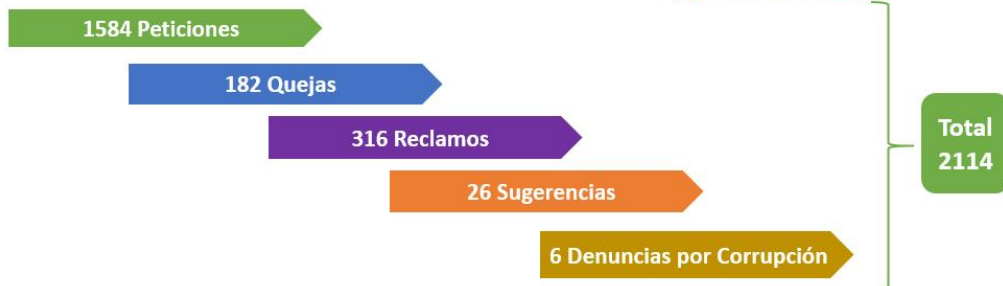 1584 Peticiones
182 Quejas
316 Reclamos
26 Sugerencias
6 Denuncias por Corrupción
Total
2114